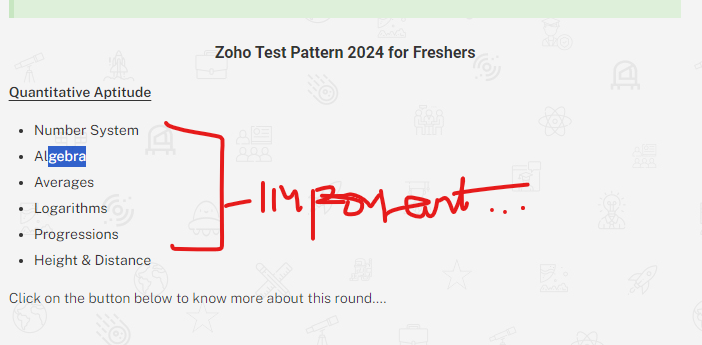 Zoho Test Pattern 2024 for Freshers
Quantitative Aptitude
• Number System
• Algebra
• Averages
• Logarithms
• Progressions
• Height & Distance
Important...
Click on the button below to know more about this round....